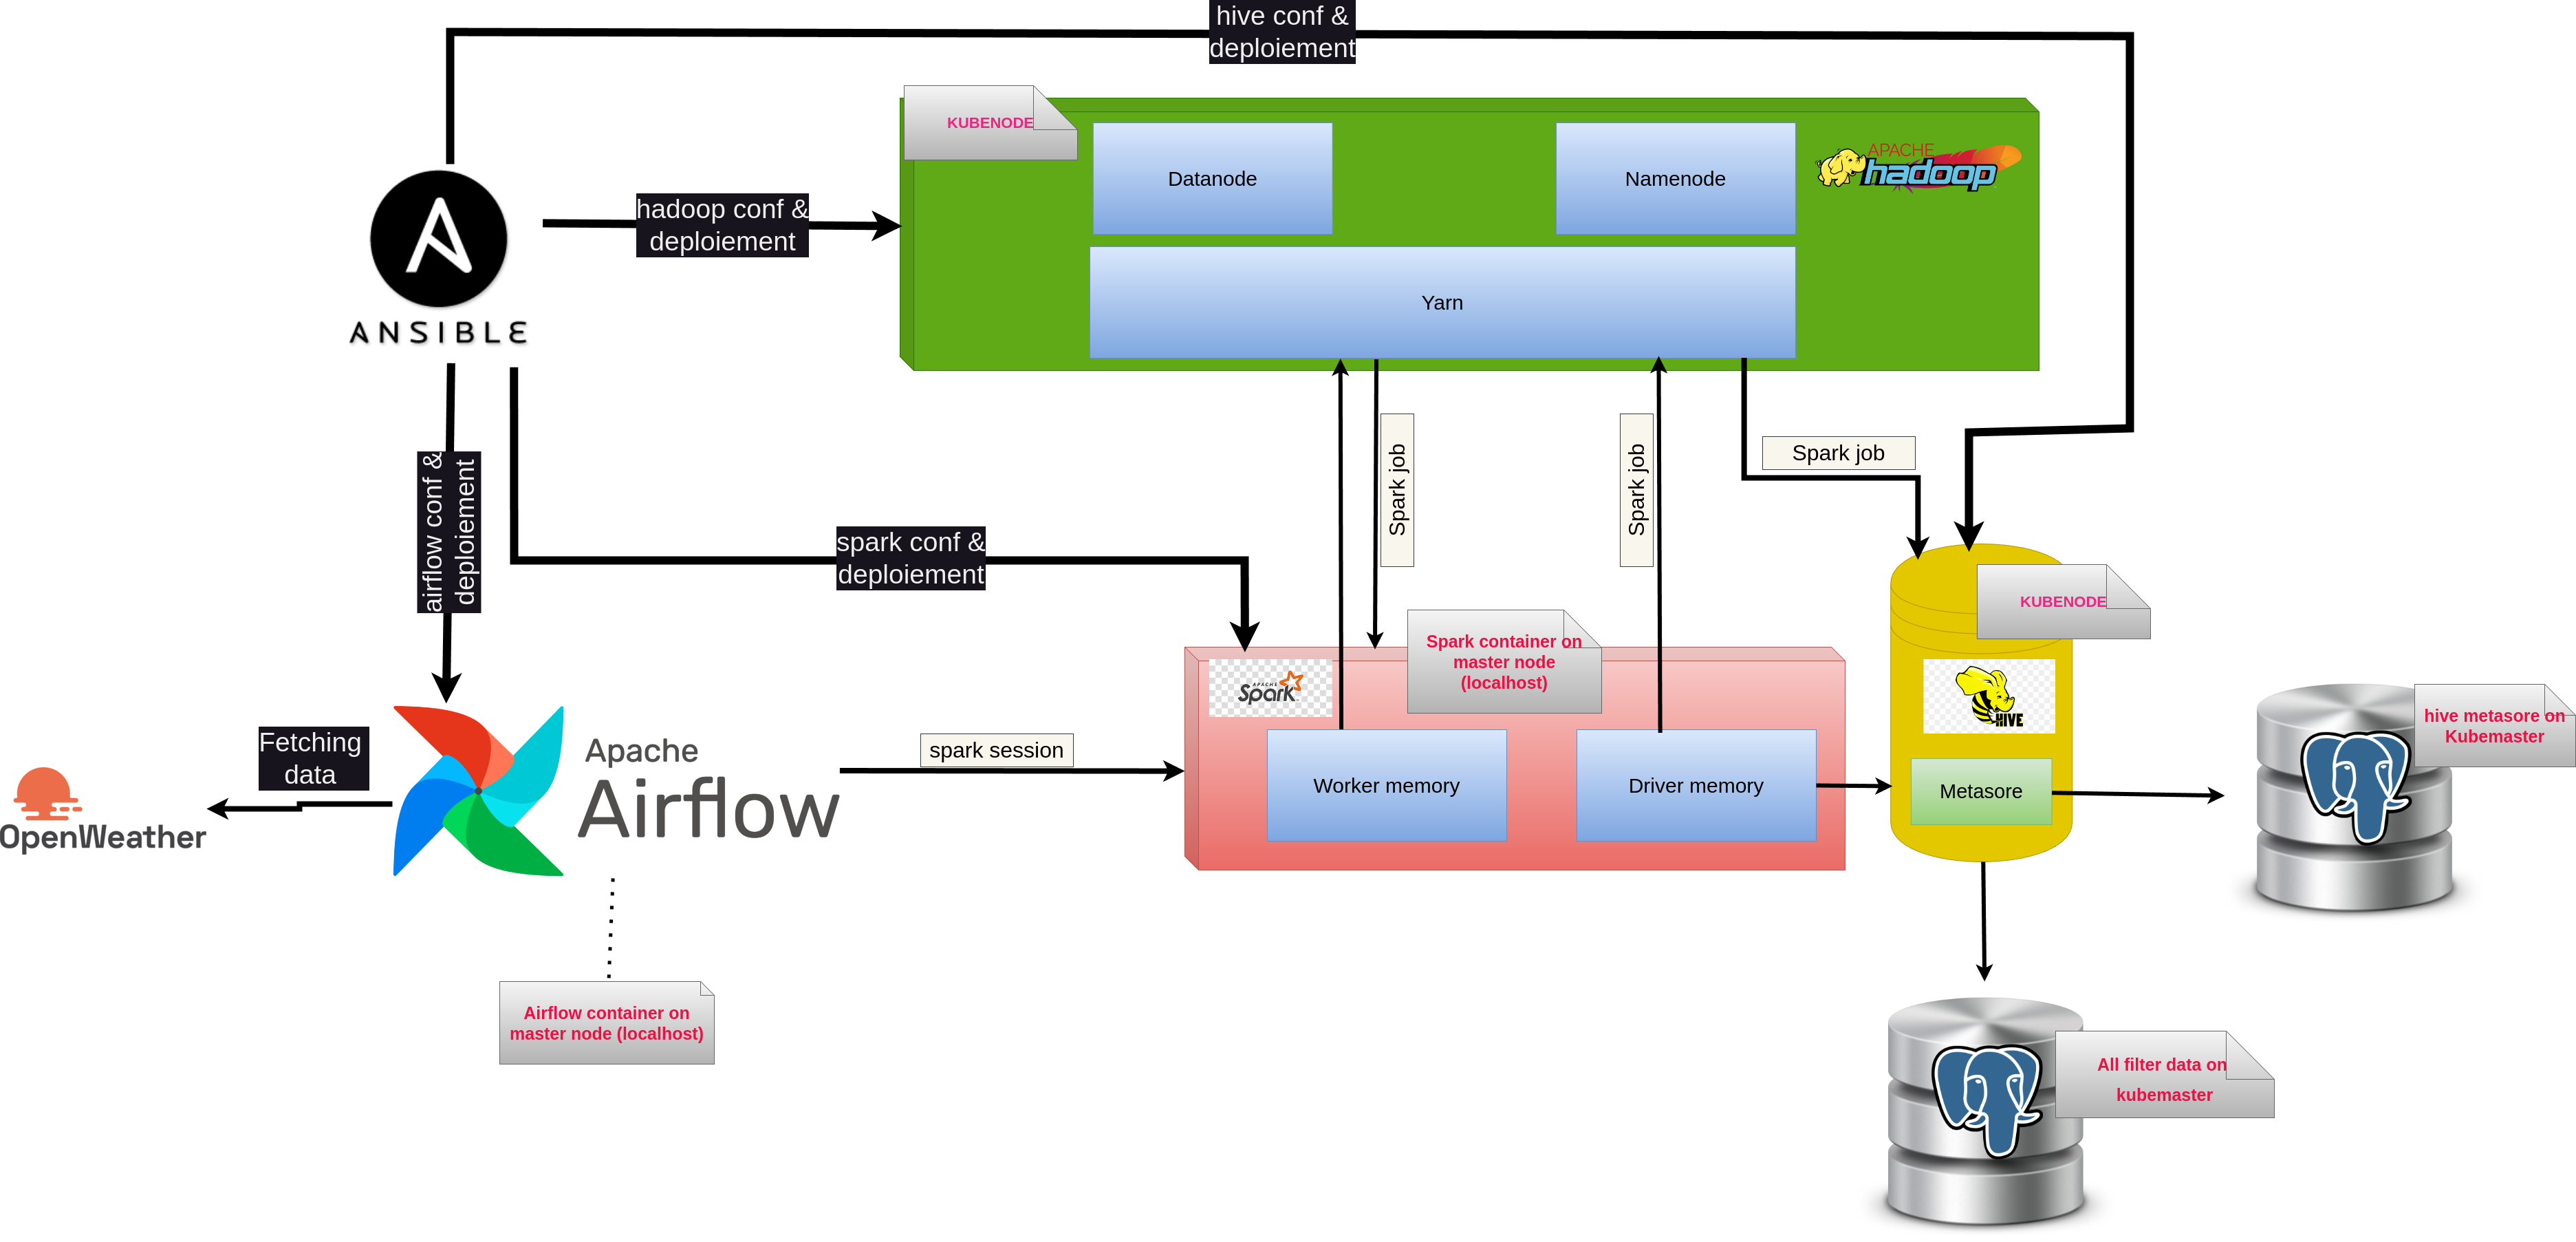 hive conf &
deploiement
KUBENODE
Datanode
Namenode
APACHE
hadoop
hadoop conf &
deploiement
ANSIBLE
Yarn
airflow conf &
deploiement
Spark job
Spark job
Spark job
spark conf &
deploiement
KUBENODE
Spark container on
master node
(localhost)
APACHE
Spark
HIVE
hive metasore on
Kubemaster
Fetching
data
Apache
Airflow
spark session
OpenWeather
Worker memory
Driver memory
Metasore
Airflow container on
master node (localhost)
All filter data on
kubemaster